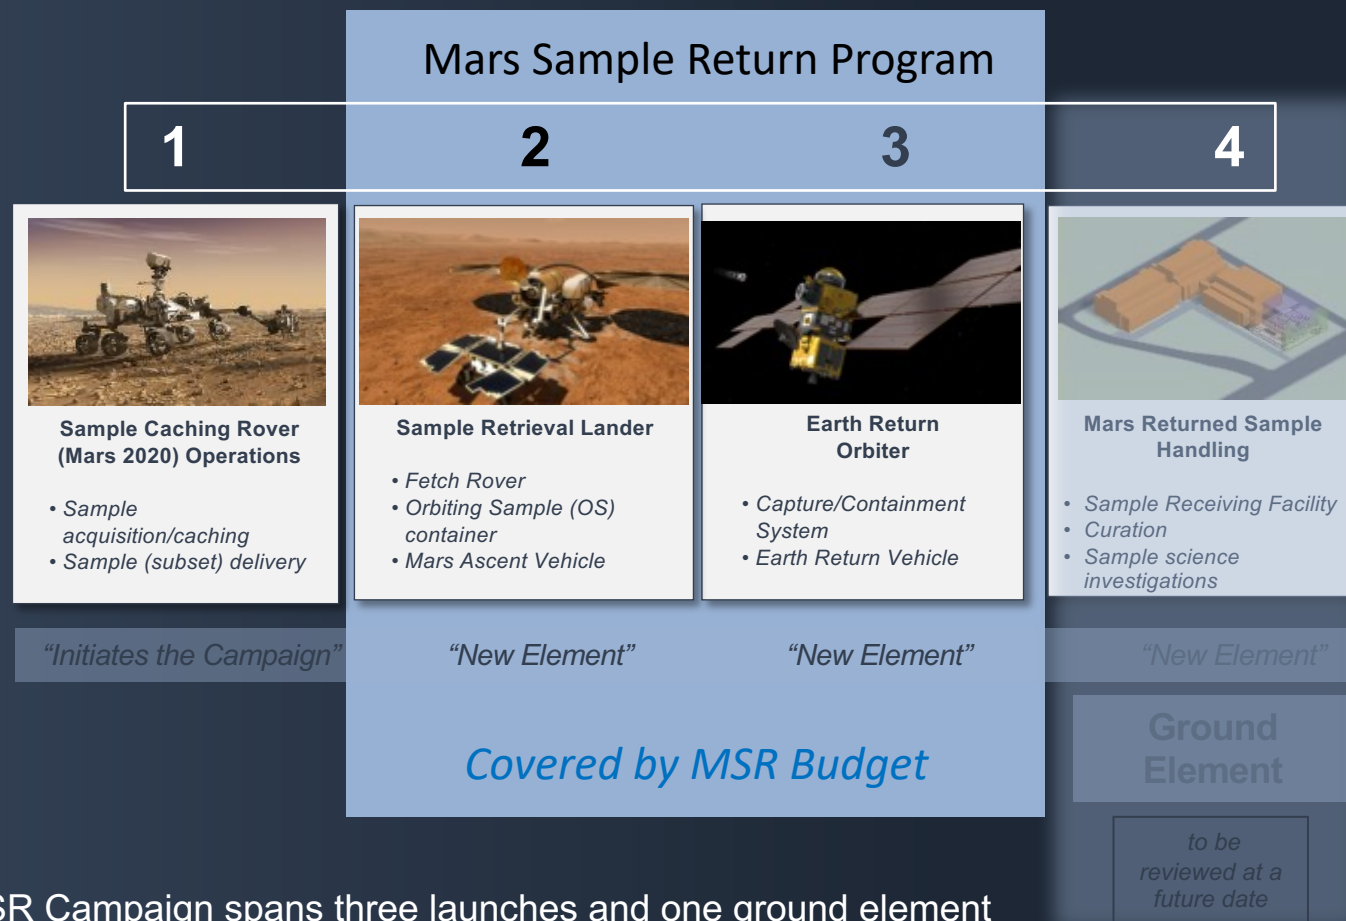 Mars Sample Return Program
1 2 3 4
Sample Caching Rover
(Mars 2020) Operations
• Sample
acquisition/caching
• Sample (subset) delivery
Sample Retrieval Lander
• Fetch Rover
• Orbiting Sample (OS)
container
• Mars Ascent Vehicle
Earth Return
Orbiter
• Capture/Containment
System
• Earth Return Vehicle
Mars Returned Sample
Handling
• Sample Receiving Facility
• Curation
• Sample science
investigations
“Initiates the Campaign”
“New Element”
“New Element”
“New Element”
Covered by MSR Budget
Ground
Element
to be
reviewed at a
future date
SR Campaign spans three launches and one ground element